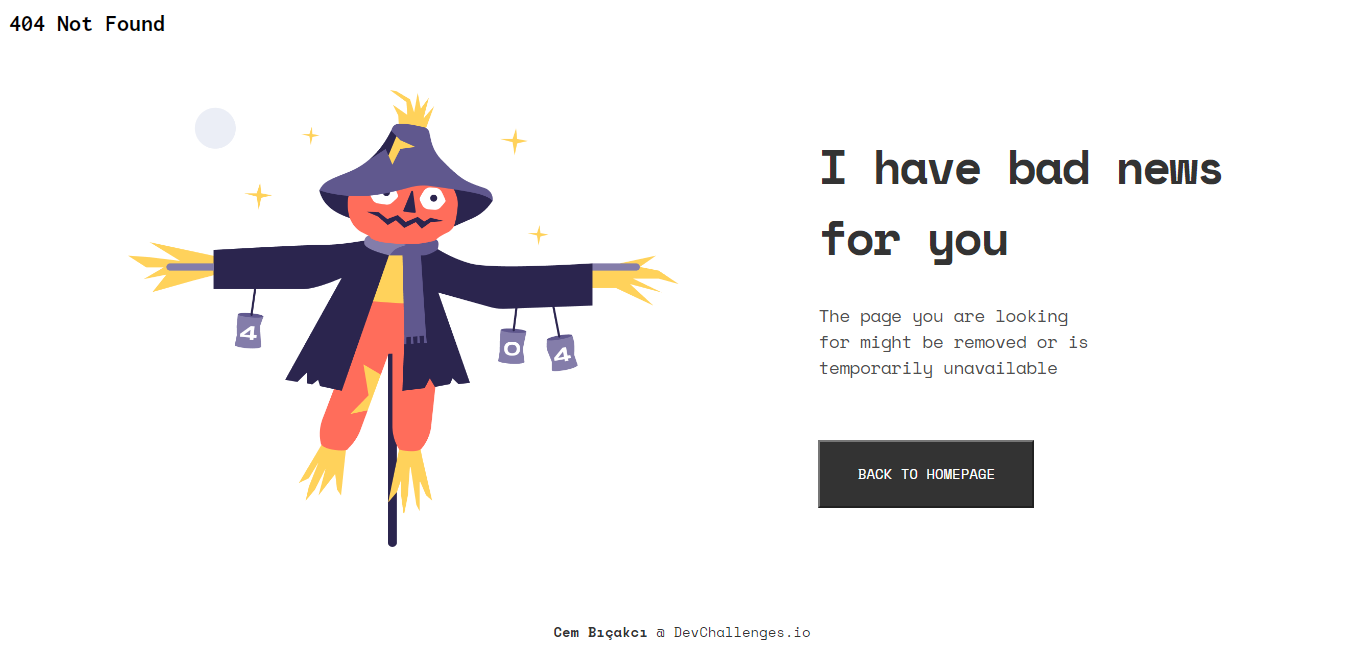 404 Not Found
4
0
4
I have bad news
for you
The page you are looking
for might be removed or is
temporarily unavailable
BACK TO HOMEPAGE
Cem Bıçakcı @ DevChallenges.io